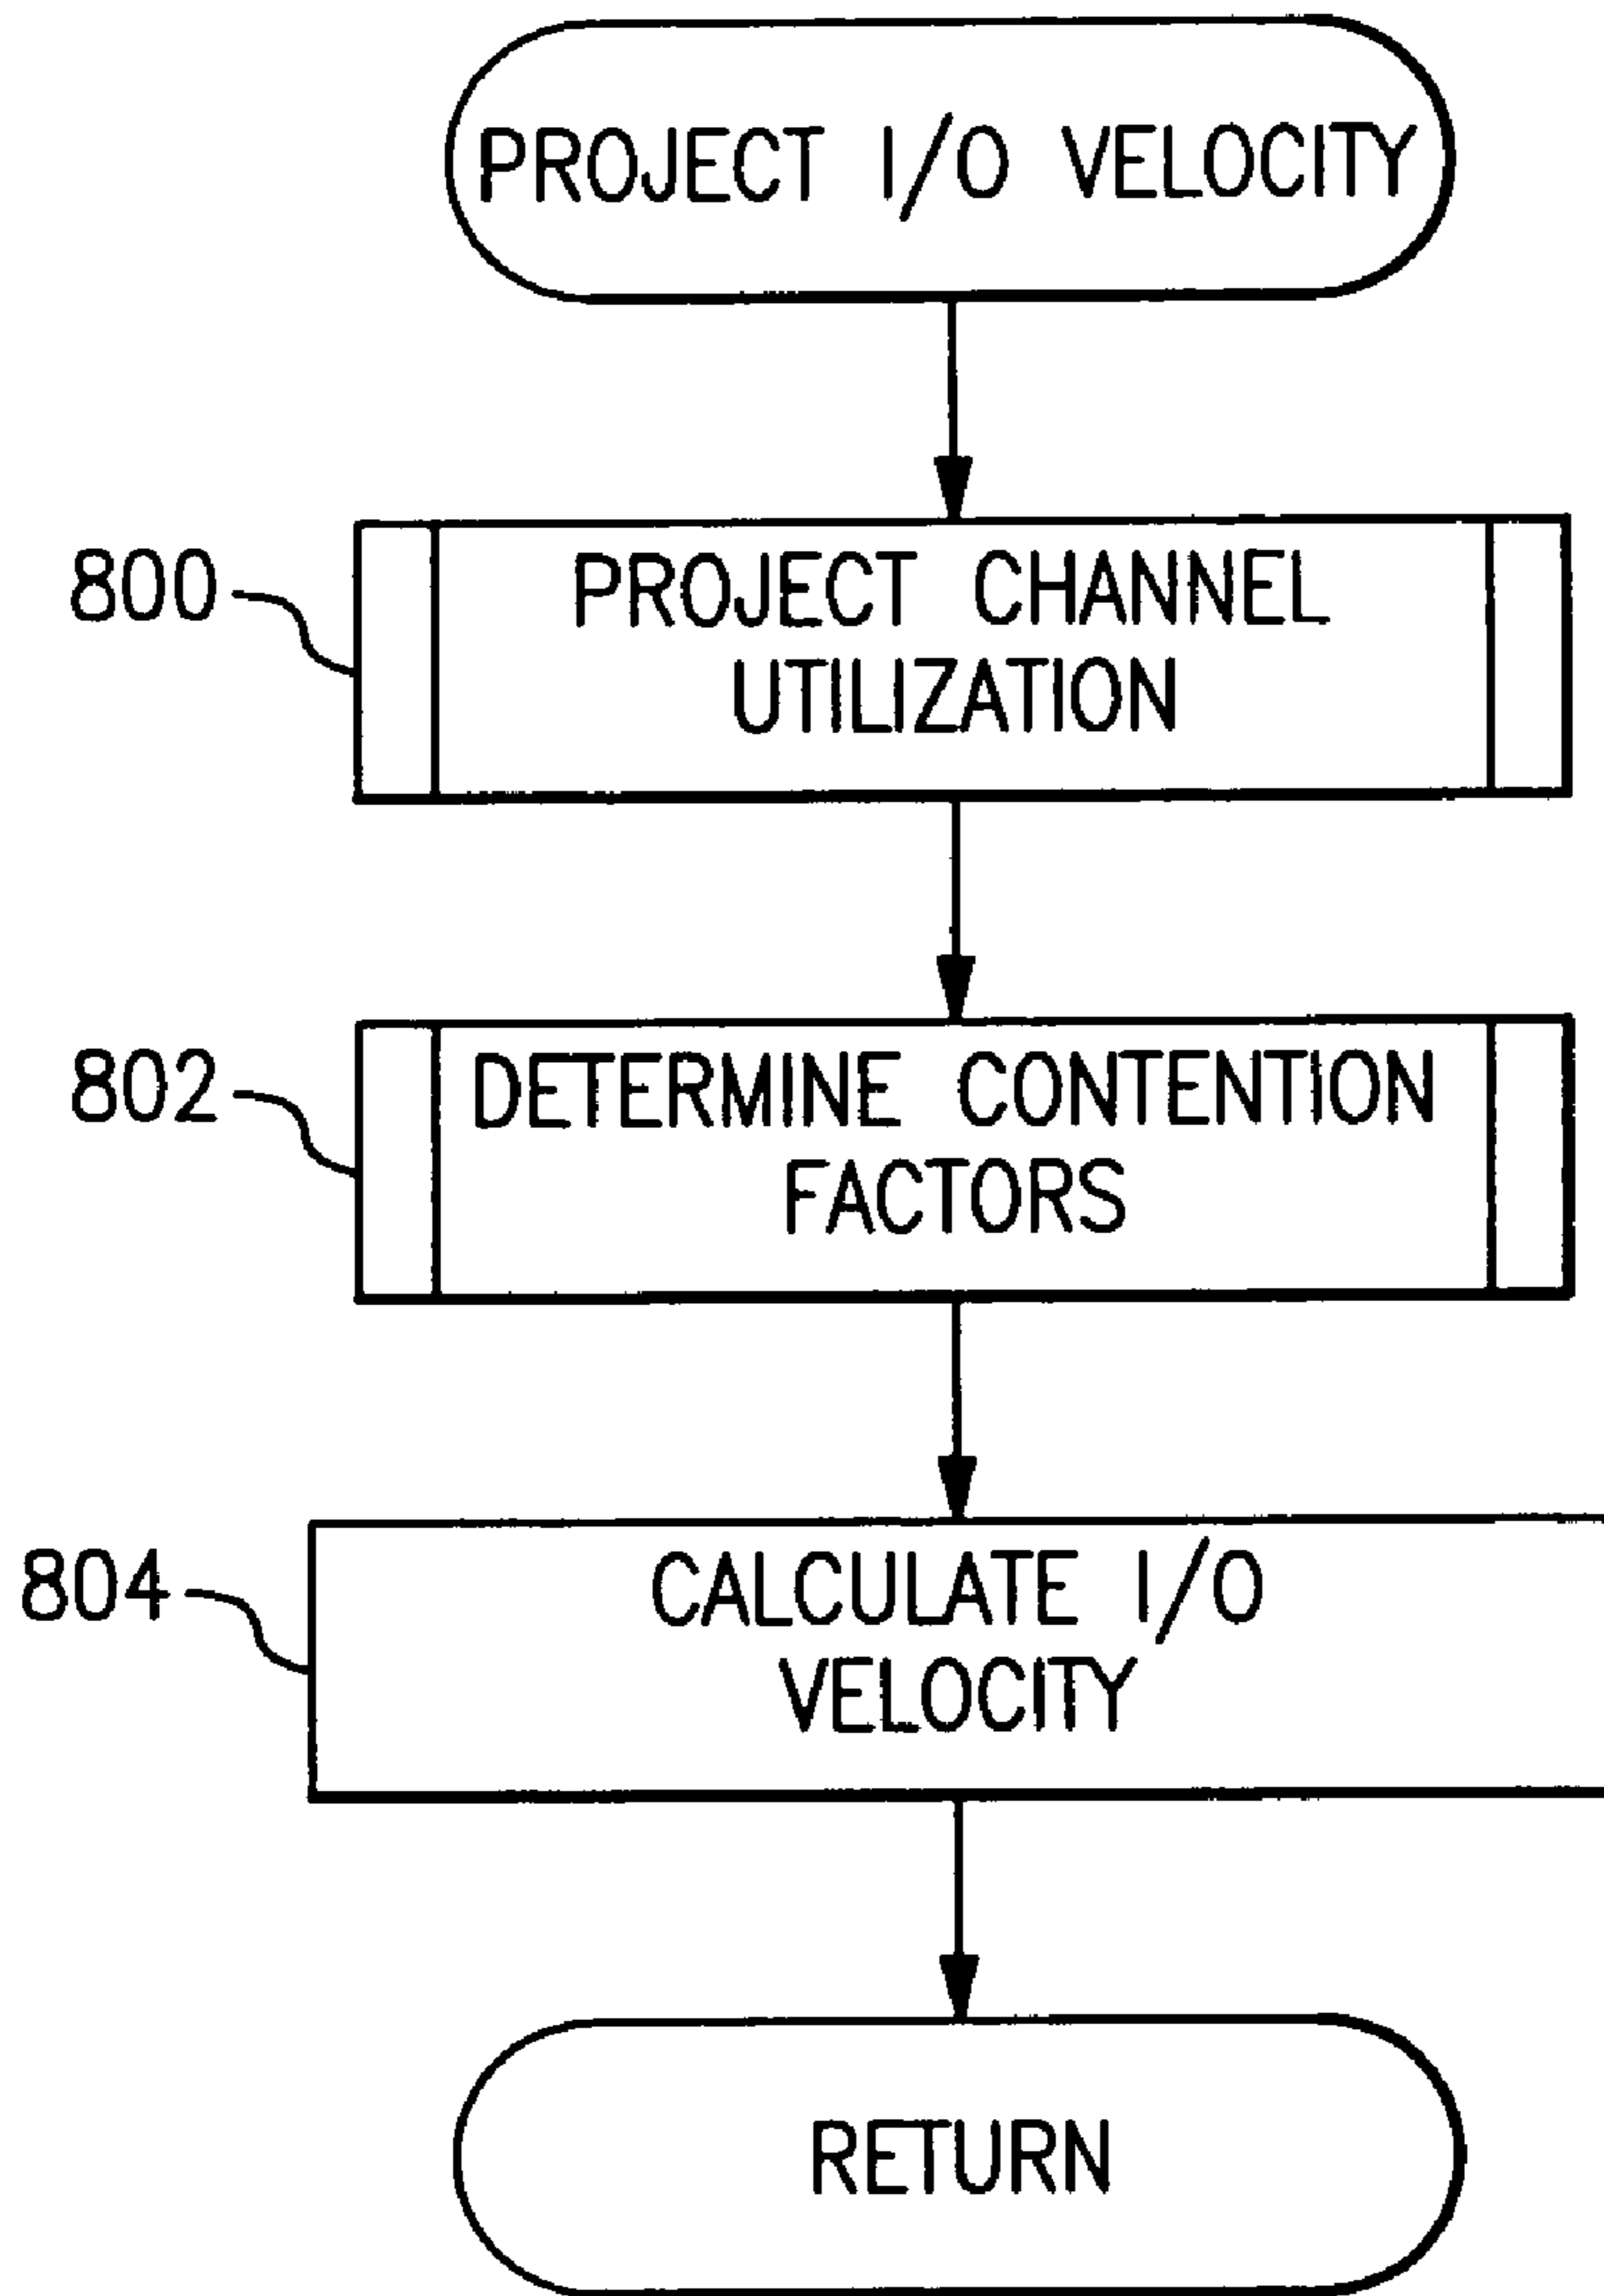 PROJECT I/O VELOCITY
800
PROJECT CHANNEL
UTILIZATION
802
DETERMINE CONTENTION
FACTORS
804
CALCULATE I/O
VELOCITY
RETURN